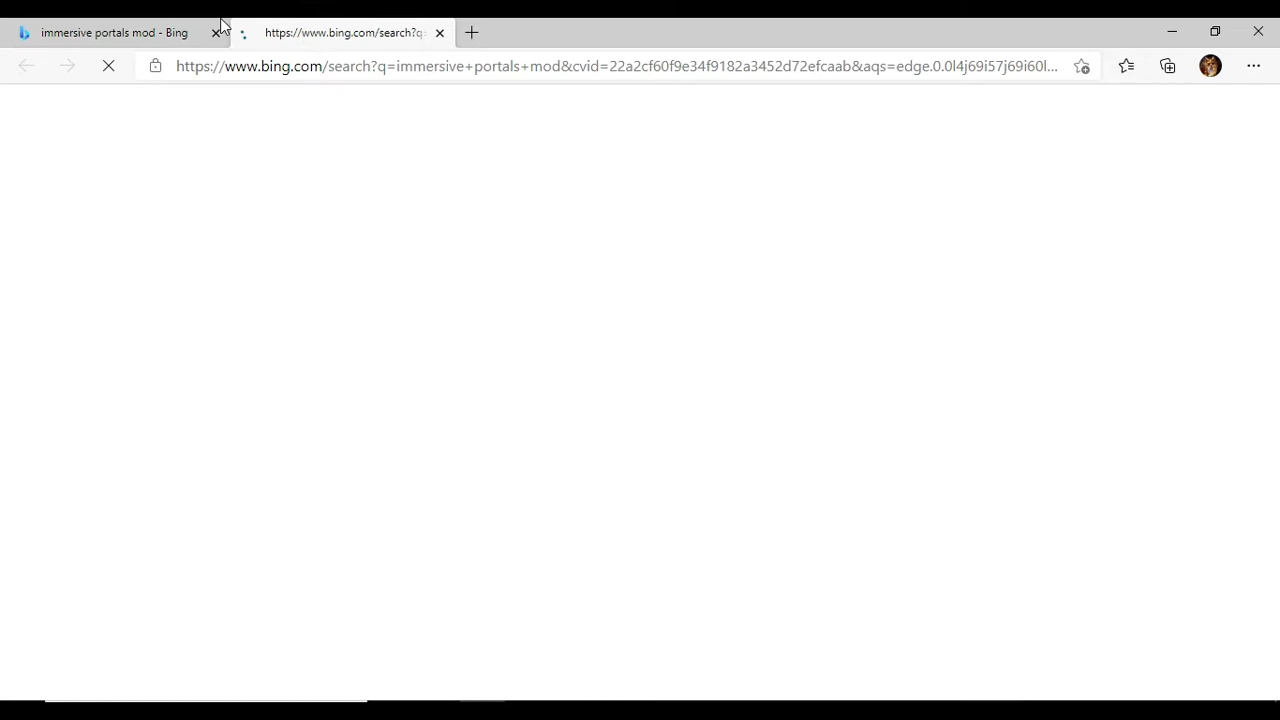 immersive portals mod - Bing
https://www.bing.com/search?q=
https://www.bing.com/search?q=immersive+portals+mod&cvid=22a2cf60f9e34f9182a3452d72efcaab&aqs=edge.0.0l4j69i57j69i60l...